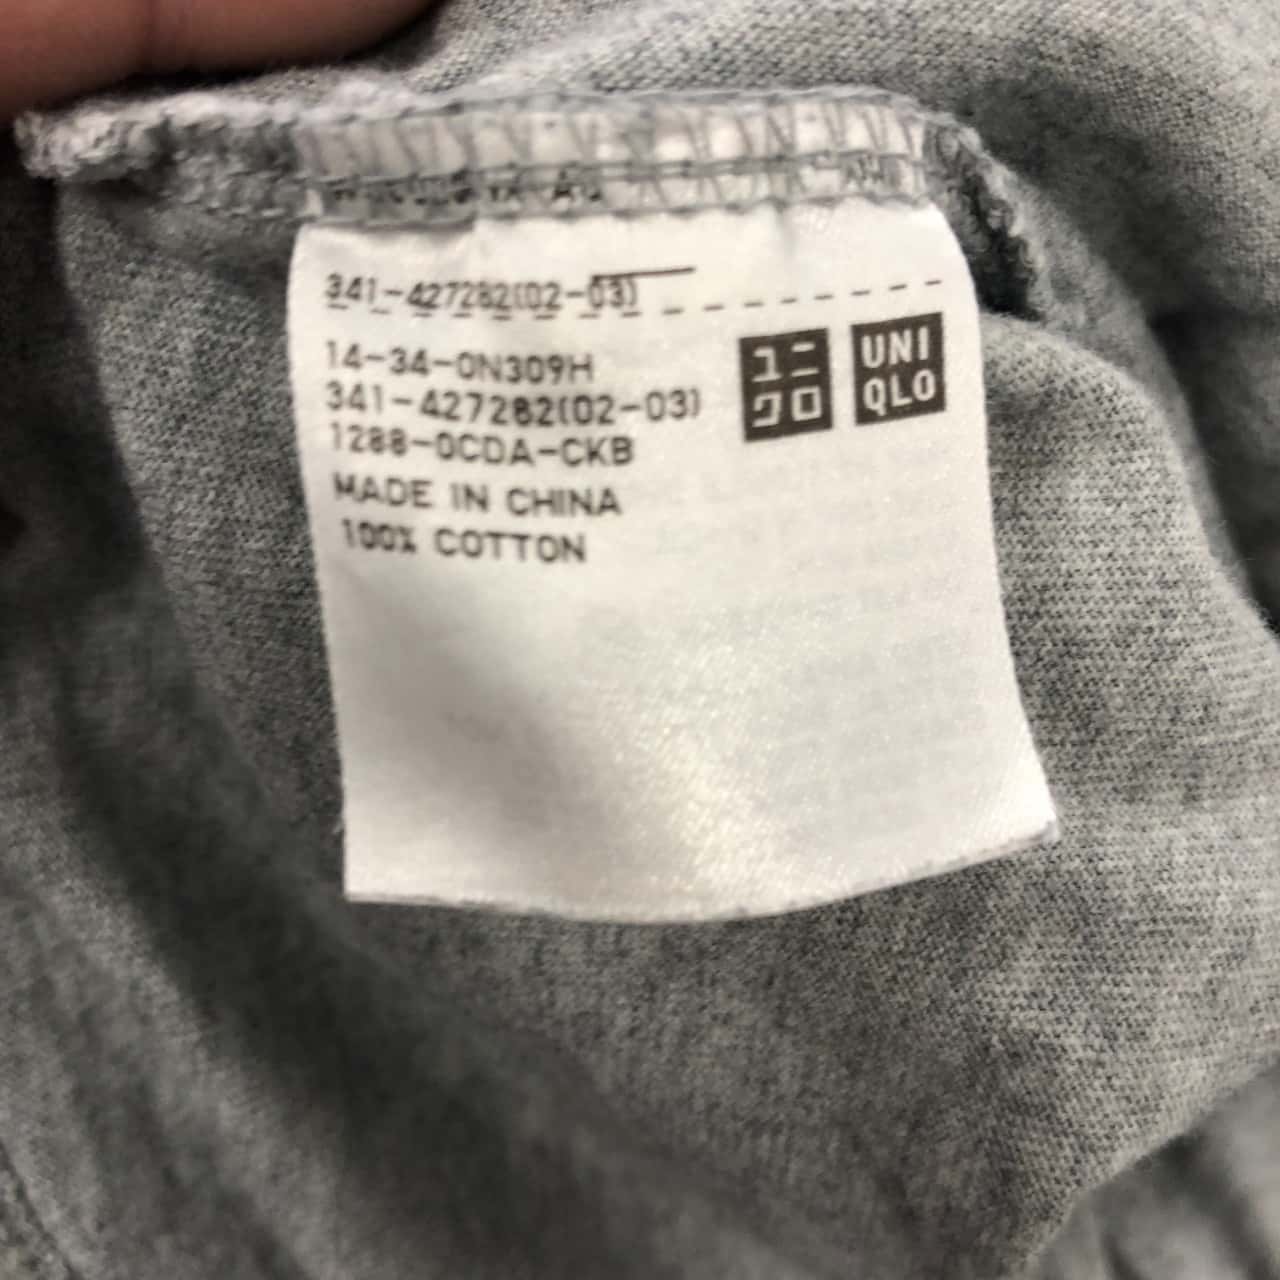 341-427282(02-03)
14-34-0N309H
341-427282(02-03)
1288-0CDA-CKB
MADE IN CHINA
100% COTTON
ユニ
クロ
UNI
QLO